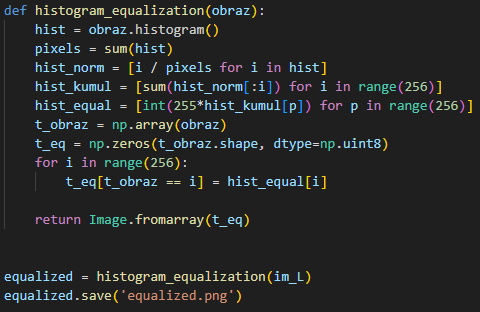 def histogram_equalization(obraz):
    hist = obraz.histogram()
    pixels = sum(hist)
    hist_norm = [i / pixels for i in hist]
    hist_kumul = [sum(hist_norm[:i]) for i in range(256)]
    hist_equal = [int(255*hist_kumul[p]) for p in range(256)]
    t_obraz = np.array(obraz)
    t_eq = np.zeros(t_obraz.shape, dtype=np.uint8)
    for i in range(256):
        t_eq[t_obraz == i] = hist_equal[i]
    return Image.fromarray(t_eq)
equalized = histogram_equalization(im_L)
equalized.save('equalized.png')